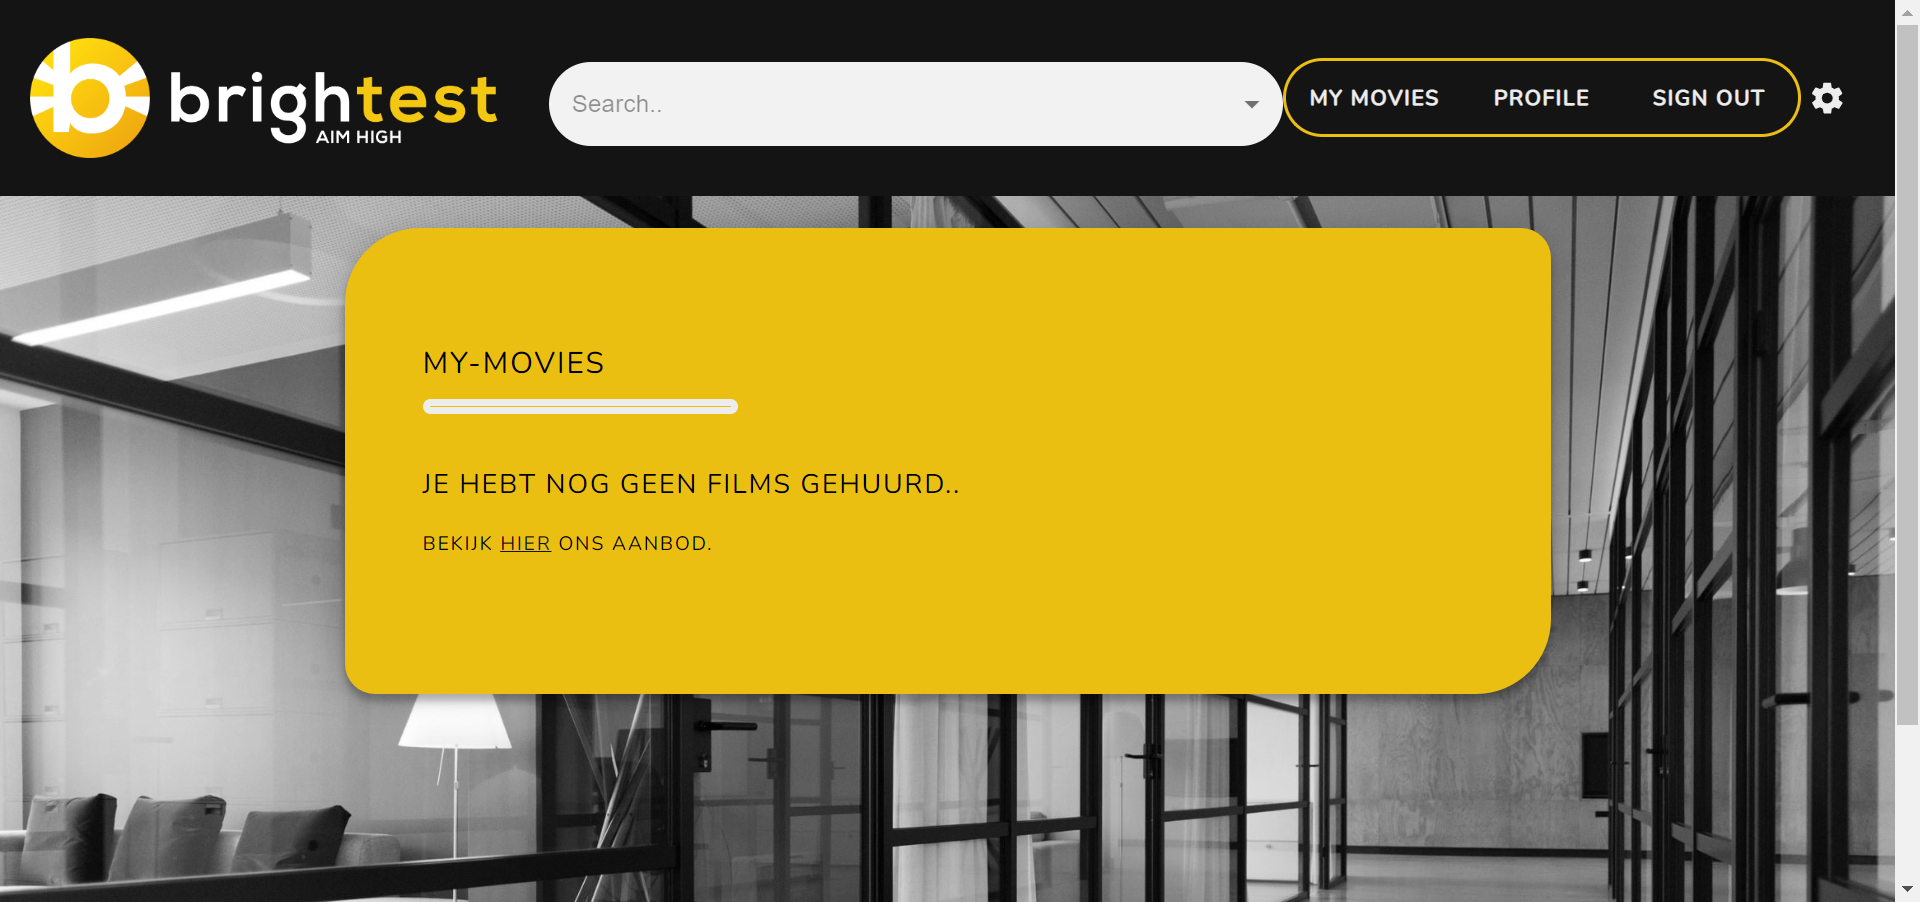 brightest
AIM HIGH
Search..
MY MOVIES PROFILE SIGN OUT
MY-MOVIES
JE HEBT NOG GEEN FILMS GEHUURD..
BEKIJK HIER ONS AANBOD.